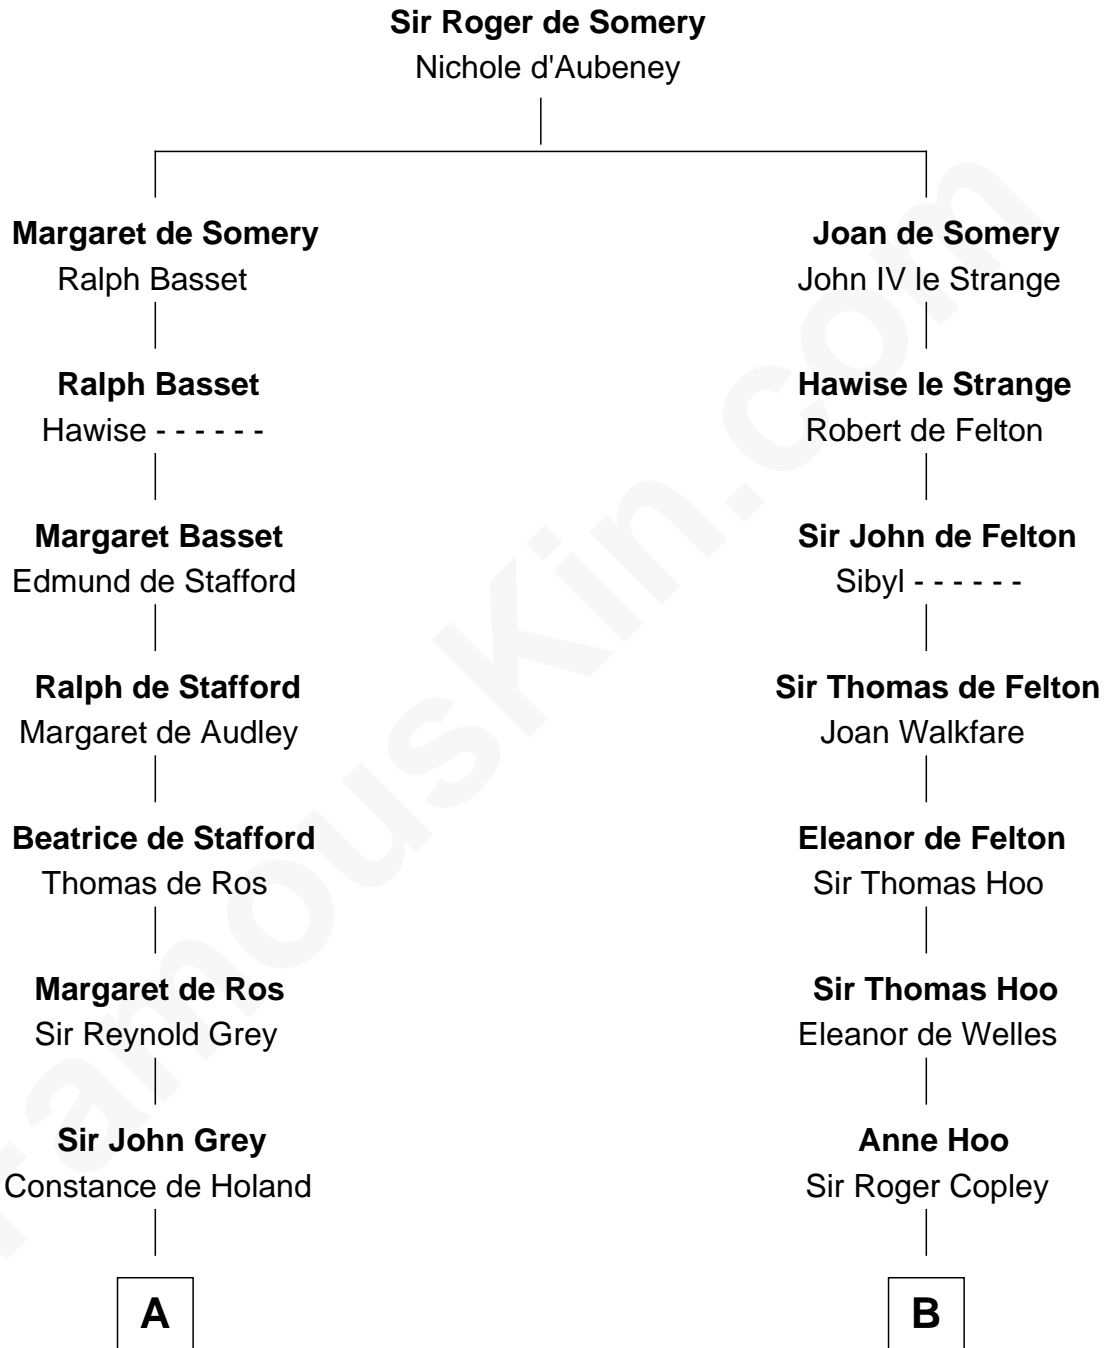 Sir Roger de Somery
Nichole d'Aubeney
Margaret de Somery
Ralph Basset
Joan de Somery
John IV le Strange
Ralph Basset
Hawise - - - - - -
Hawise le Strange
Robert de Felton
Margaret Basset
Edmund de Stafford
Sir John de Felton
Sibyl - - - - - -
Ralph de Stafford
Margaret de Audley
Sir Thomas de Felton
Joan Walkfare
Beatrice de Stafford
Thomas de Ros
Eleanor de Felton
Sir Thomas Hoo
Margaret de Ros
Sir Reynold Grey
Sir Thomas Hoo
Eleanor de Welles
Sir John Grey
Constance de Holand
Anne Hoo
Sir Roger Copley
A
B
FamousKin.com